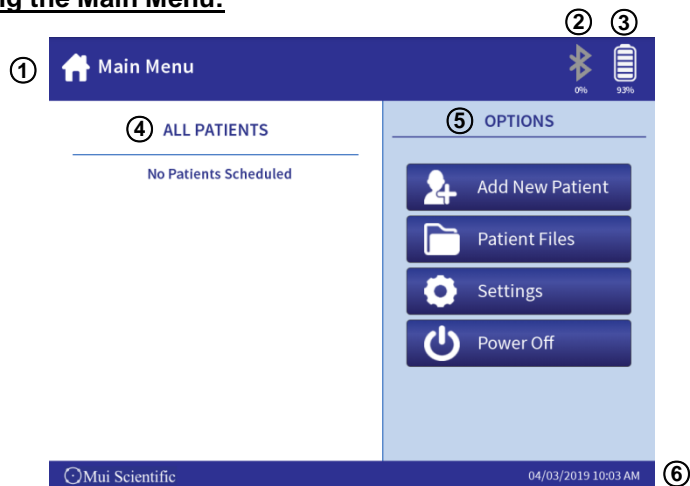 ng the Main Menu:
② ③
① Main Menu
0% 93%
④ ALL PATIENTS
⑤ OPTIONS
No Patients Scheduled
Add New Patient
Patient Files
Settings
Power Off
Mui Scientific
04/03/2019 10:03 AM ⑥